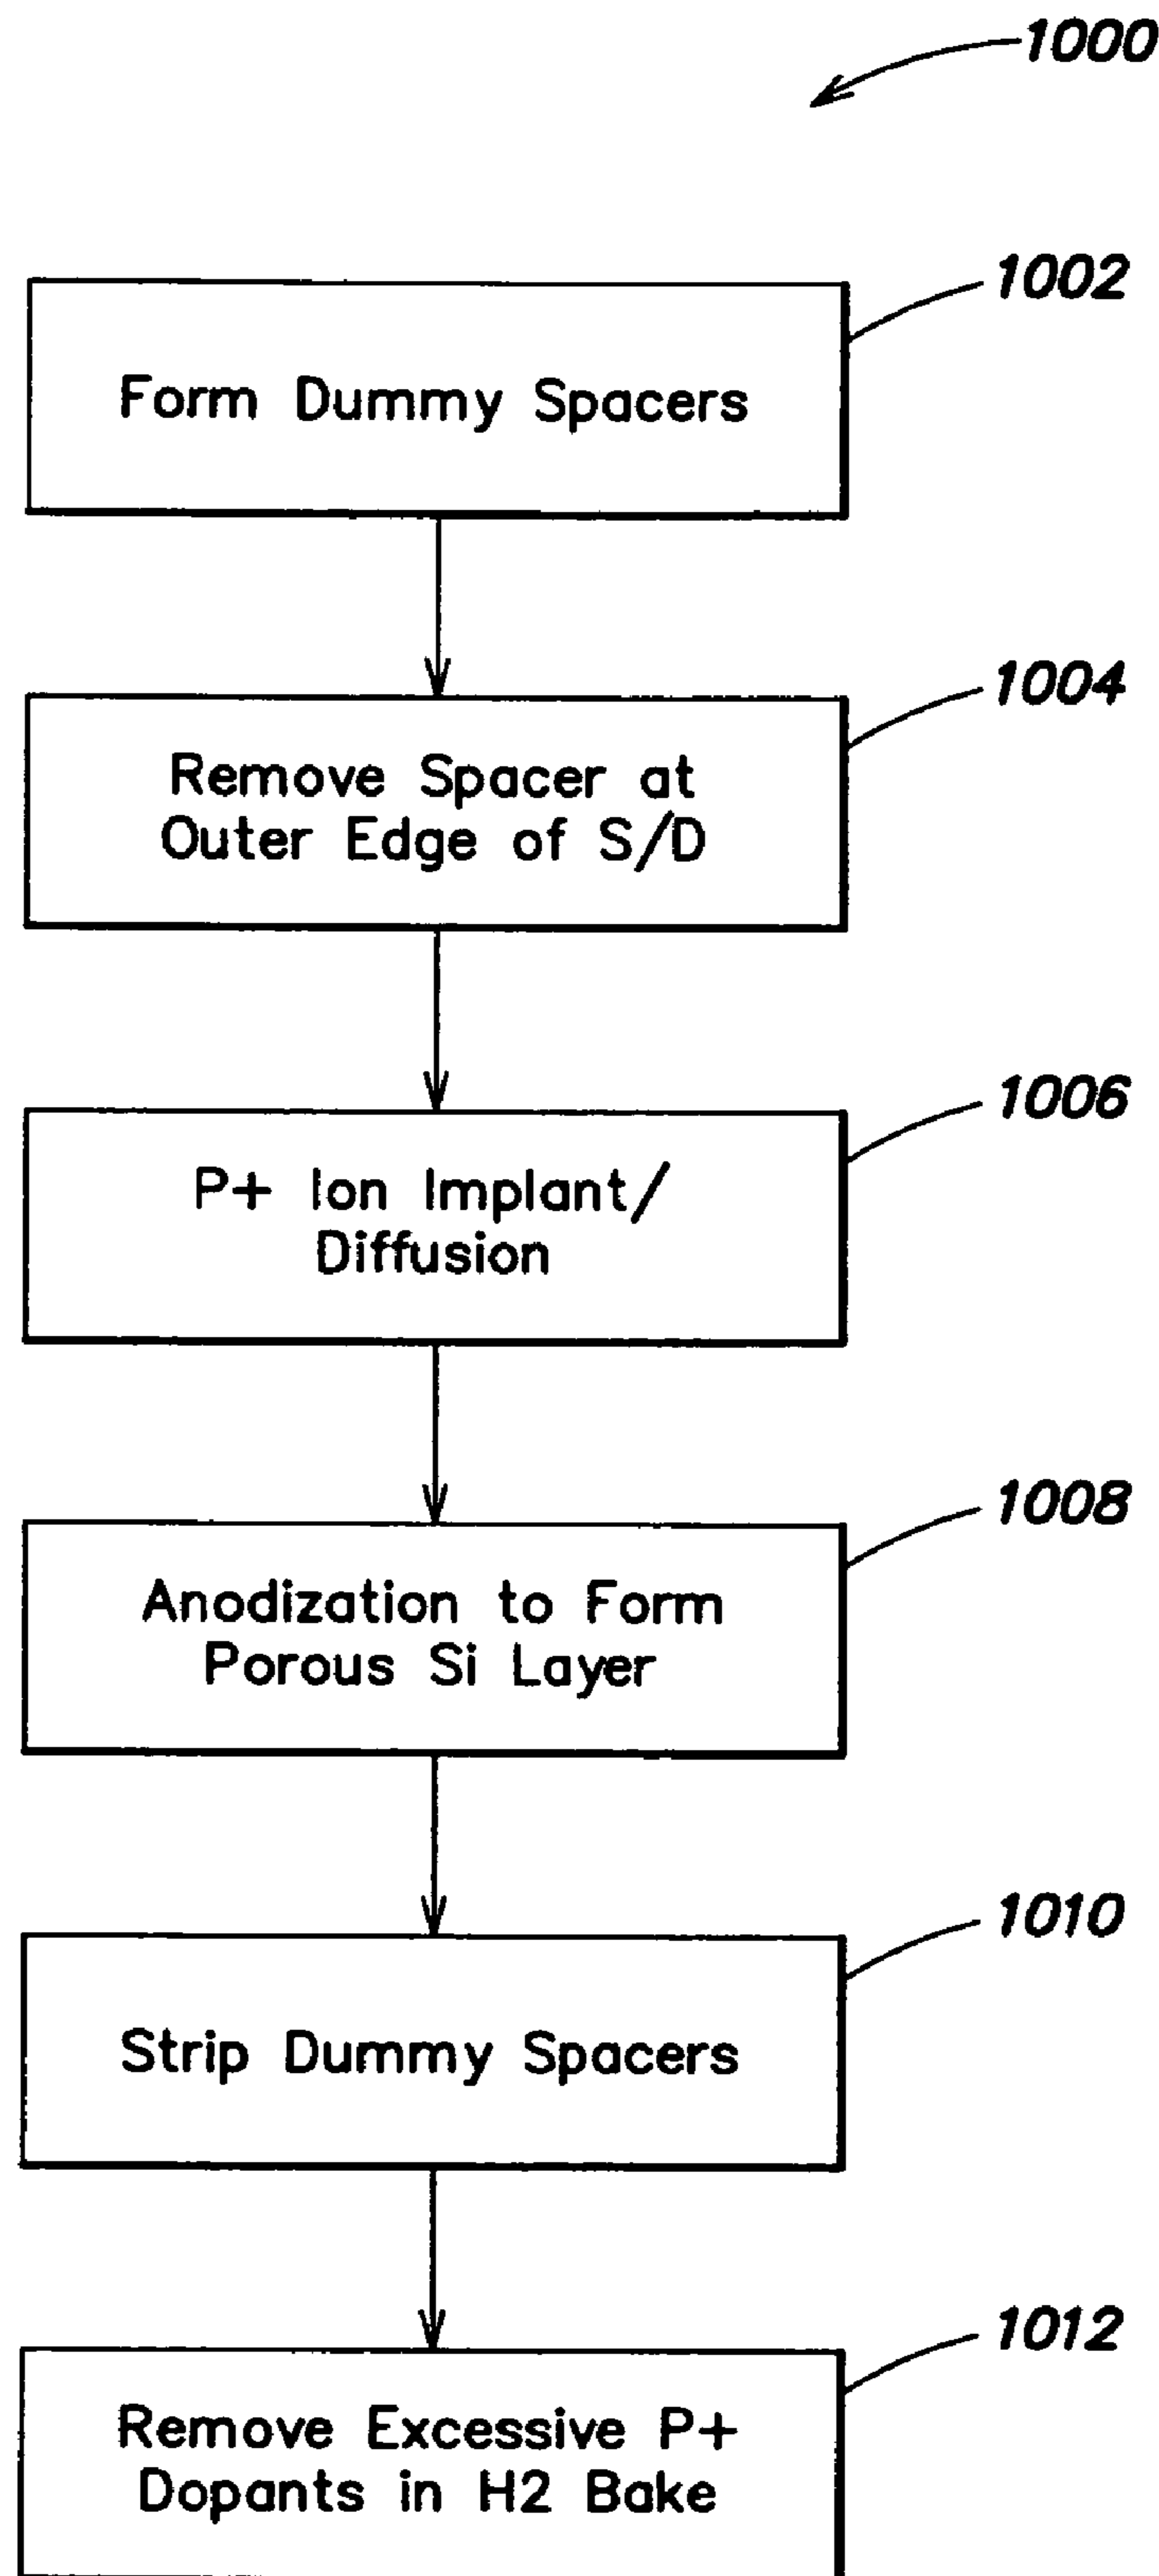 1000
1002
Form Dummy Spacers
1004
Remove Spacer at
Outer Edge of S/D
1006
P+ Ion Implant/
Diffusion
1008
Anodization to Form
Porous Si Layer
1010
Strip Dummy Spacers
1012
Remove Excessive P+
Dopants in H2 Bake